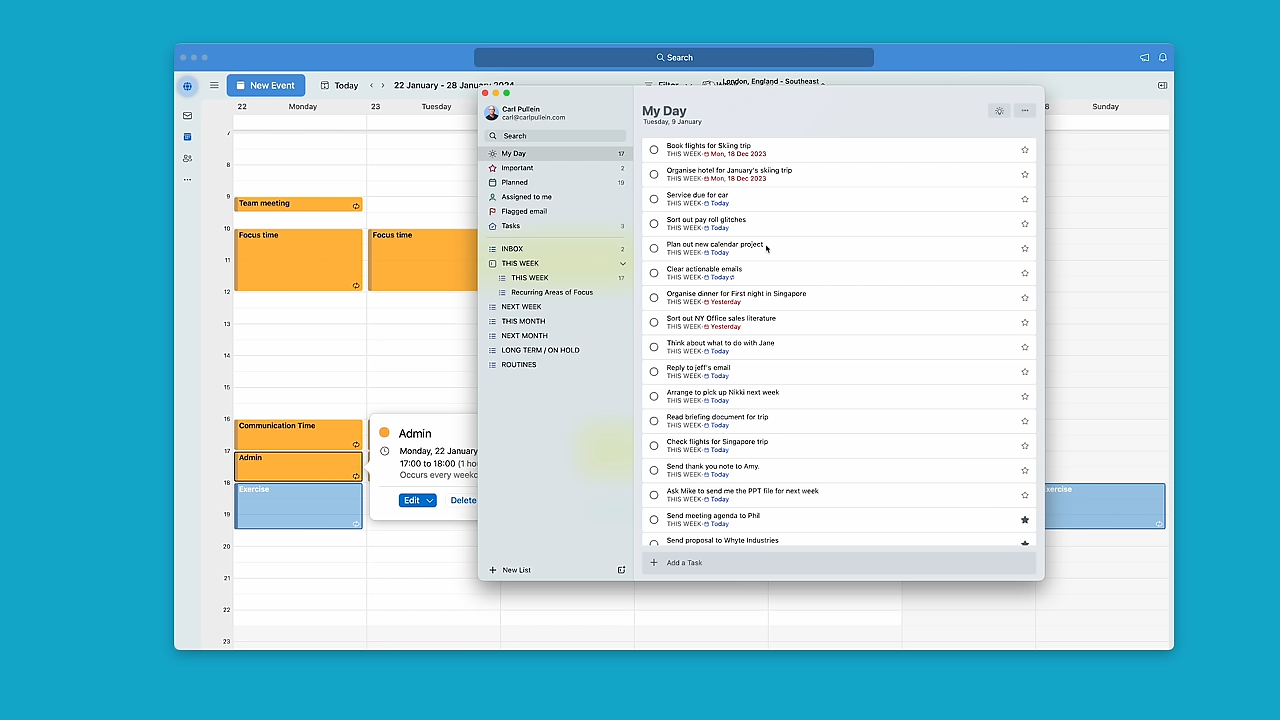 Search
New Event
Today
22 January - 28 January 2024
London, England - Southeast
22 Monday
23 Tuesday
Sunday
7
8
9
10
11
12
13
14
15
16
17
18
19
20
21
22
23
Team meeting
Focus time
Focus time
Communication Time
Admin
Exercise
Admin
Monday, 22 January
17:00 to 18:00 (1 hou
Occurs every weekd
Edit
Delete
Carl Pullein
carl@carlpullein.com
Search
My Day 17
Important 2
Planned 19
Assigned to me
Flagged email
Tasks 3
INBOX 2
THIS WEEK
THIS WEEK 17
Recurring Areas of Focus
NEXT WEEK
THIS MONTH
NEXT MONTH
LONG TERM / ON HOLD
ROUTINES
New List
My Day
Tuesday, 9 January
Book flights for Skiing trip
THIS WEEK· Mon, 18 Dec 2023
Organise hotel for January's skiing trip
THIS WEEK· Mon, 18 Dec 2023
Service due for car
THIS WEEK· Today
Sort out pay roll glitches
THIS WEEK· Today
Plan out new calendar project
THIS WEEK· Today
Clear actionable emails
THIS WEEK· Today
Organise dinner for First night in Singapore
THIS WEEK· Yesterday
Sort out NY Office sales literature
THIS WEEK· Yesterday
Think about what to do with Jane
THIS WEEK· Today
Reply to jeff's email
THIS WEEK· Today
Arrange to pick up Nikki next week
THIS WEEK· Today
Read briefing document for trip
THIS WEEK· Today
Check flights for Singapore trip
THIS WEEK· Today
Send thank you note to Amy.
THIS WEEK· Today
Ask Mike to send me the PPT file for next week
THIS WEEK· Today
Send meeting agenda to Phil
THIS WEEK· Today
Send proposal to Whyte Industries
Add a Task
8
xercise